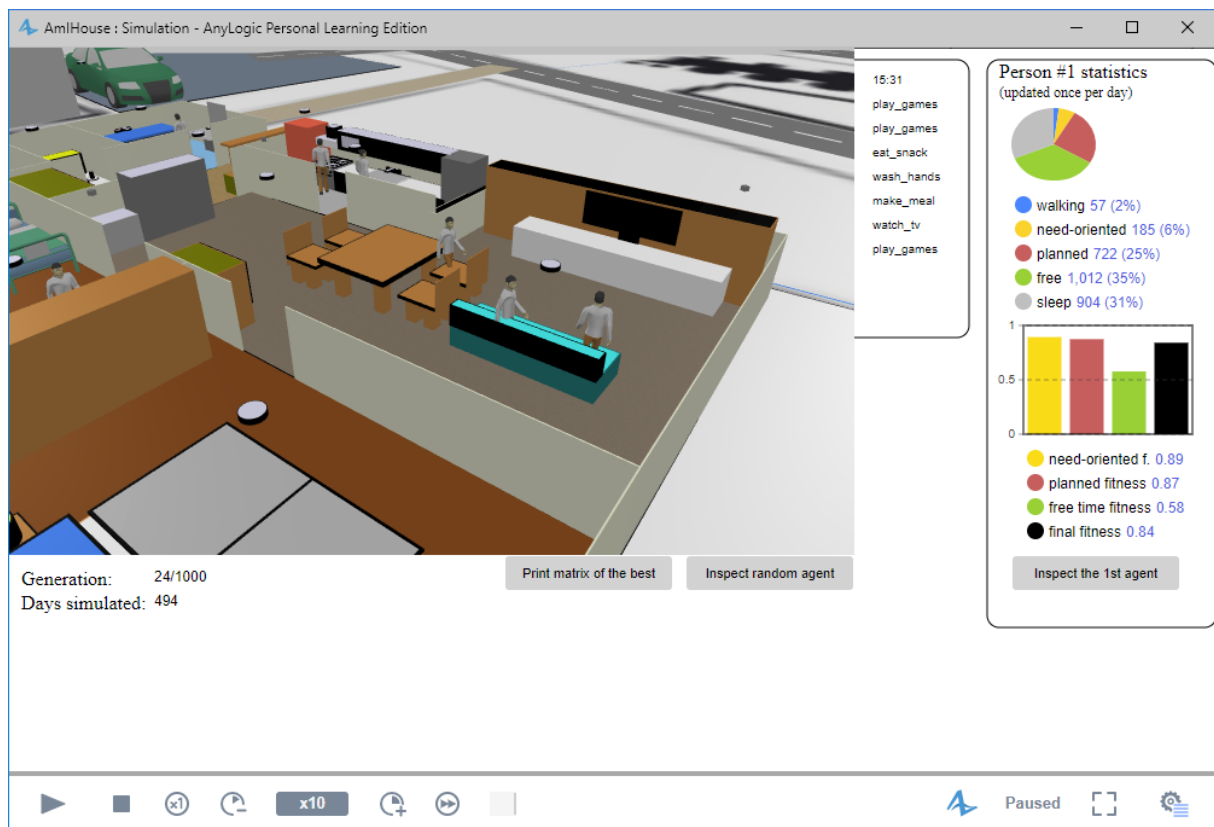 AmIHouse : Simulation - AnyLogic Personal Learning Edition
15:31
play_games
play_games
eat_snack
wash_hands
make_meal
watch_tv
play_games
Person #1 statistics
(updated once per day)
walking 57 (2%)
need-oriented 185 (6%)
planned 722 (25%)
free 1,012 (35%)
sleep 904 (31%)
1
0.5
0
need-oriented f. 0.89
planned fitness 0.87
free time fitness 0.58
final fitness 0.84
Inspect the 1st agent
Print matrix of the best
Inspect random agent
Generation: 24/1000
Days simulated: 494
x1
x10
Paused